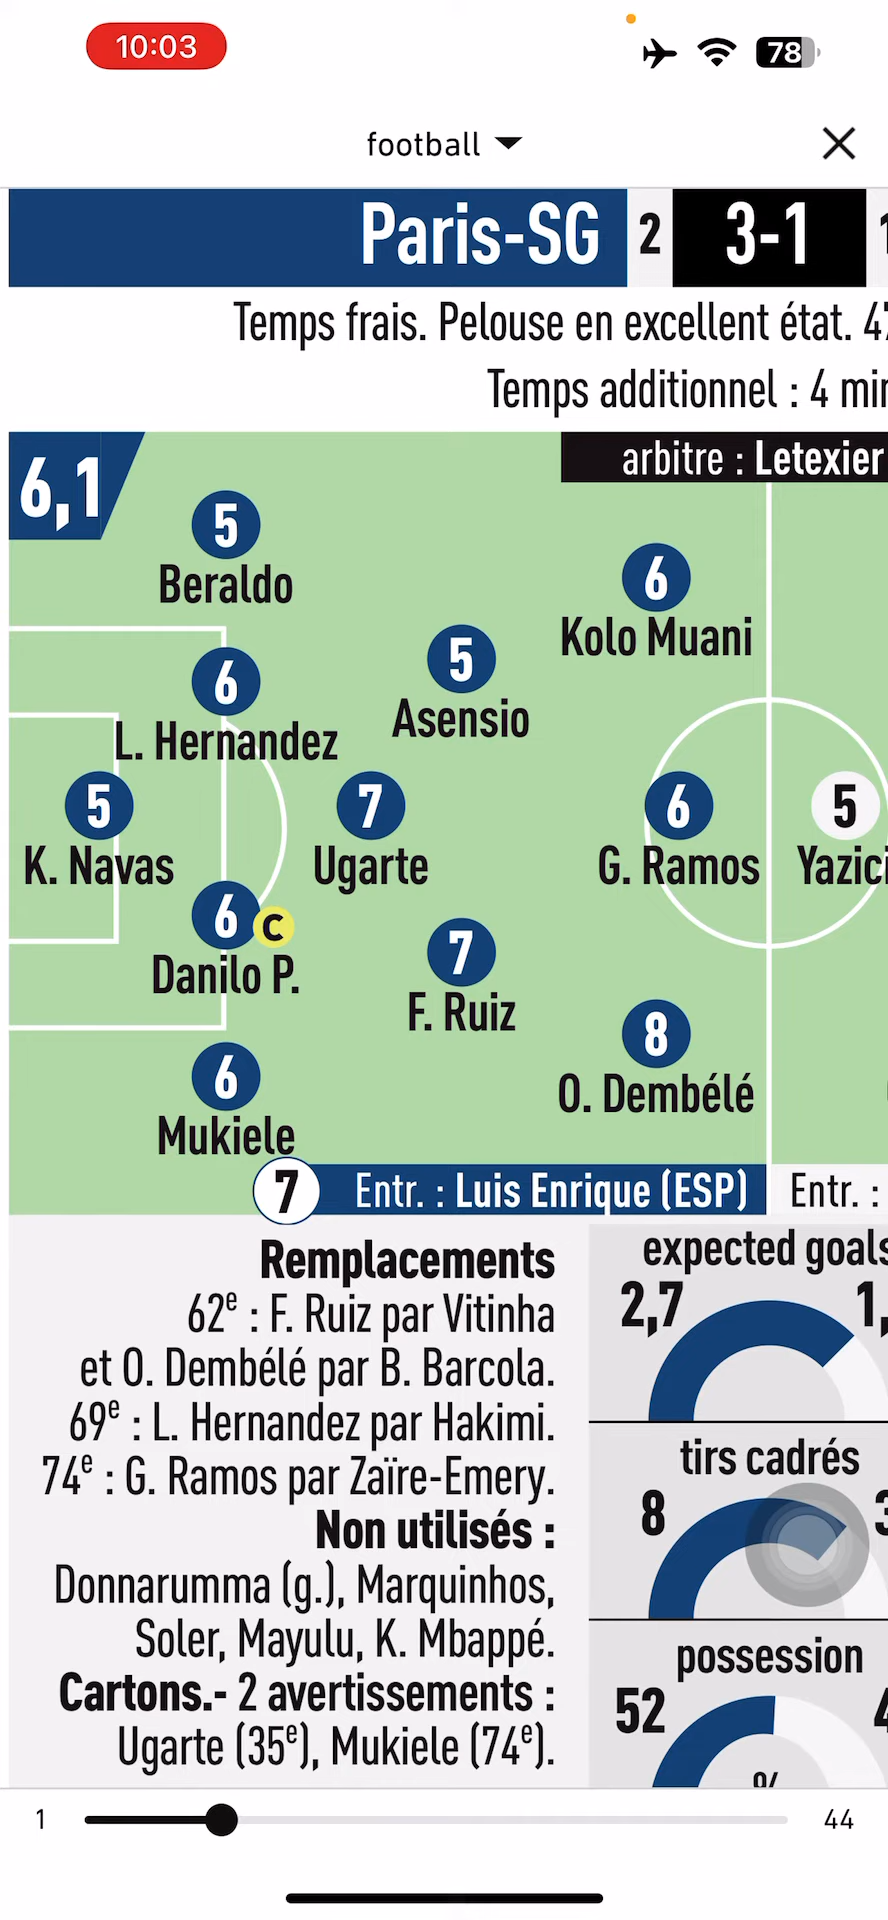 10:03
78
football
Paris-SG 2 3-1
Temps frais. Pelouse en excellent état.
Temps additionnel : 4
arbitre : Letexier
6,1
5
Beraldo
6
Kolo Muani
5
Asensio
6
L. Hernandez
5
K. Navas
7
Ugarte
6
G. Ramos
5
Yazici
6 C
Danilo P.
7
F. Ruiz
8
O. Dembélé
6
Mukiele
7 Entr. : Luis Enrique (ESP)
Entr. :
Remplacements
62e : F. Ruiz par Vitinha
et O. Dembélé par B. Barcola.
69e : L. Hernandez par Hakimi.
74e : G. Ramos par Zaïre-Emery.
Non utilisés :
Donnarumma (g.), Marquinhos,
Soler, Mayulu, K. Mbappé.
Cartons.- 2 avertissements :
Ugarte (35e), Mukiele (74e).
expected goals
2,7 1,
tirs cadrés
8
possession
52
%
1 44